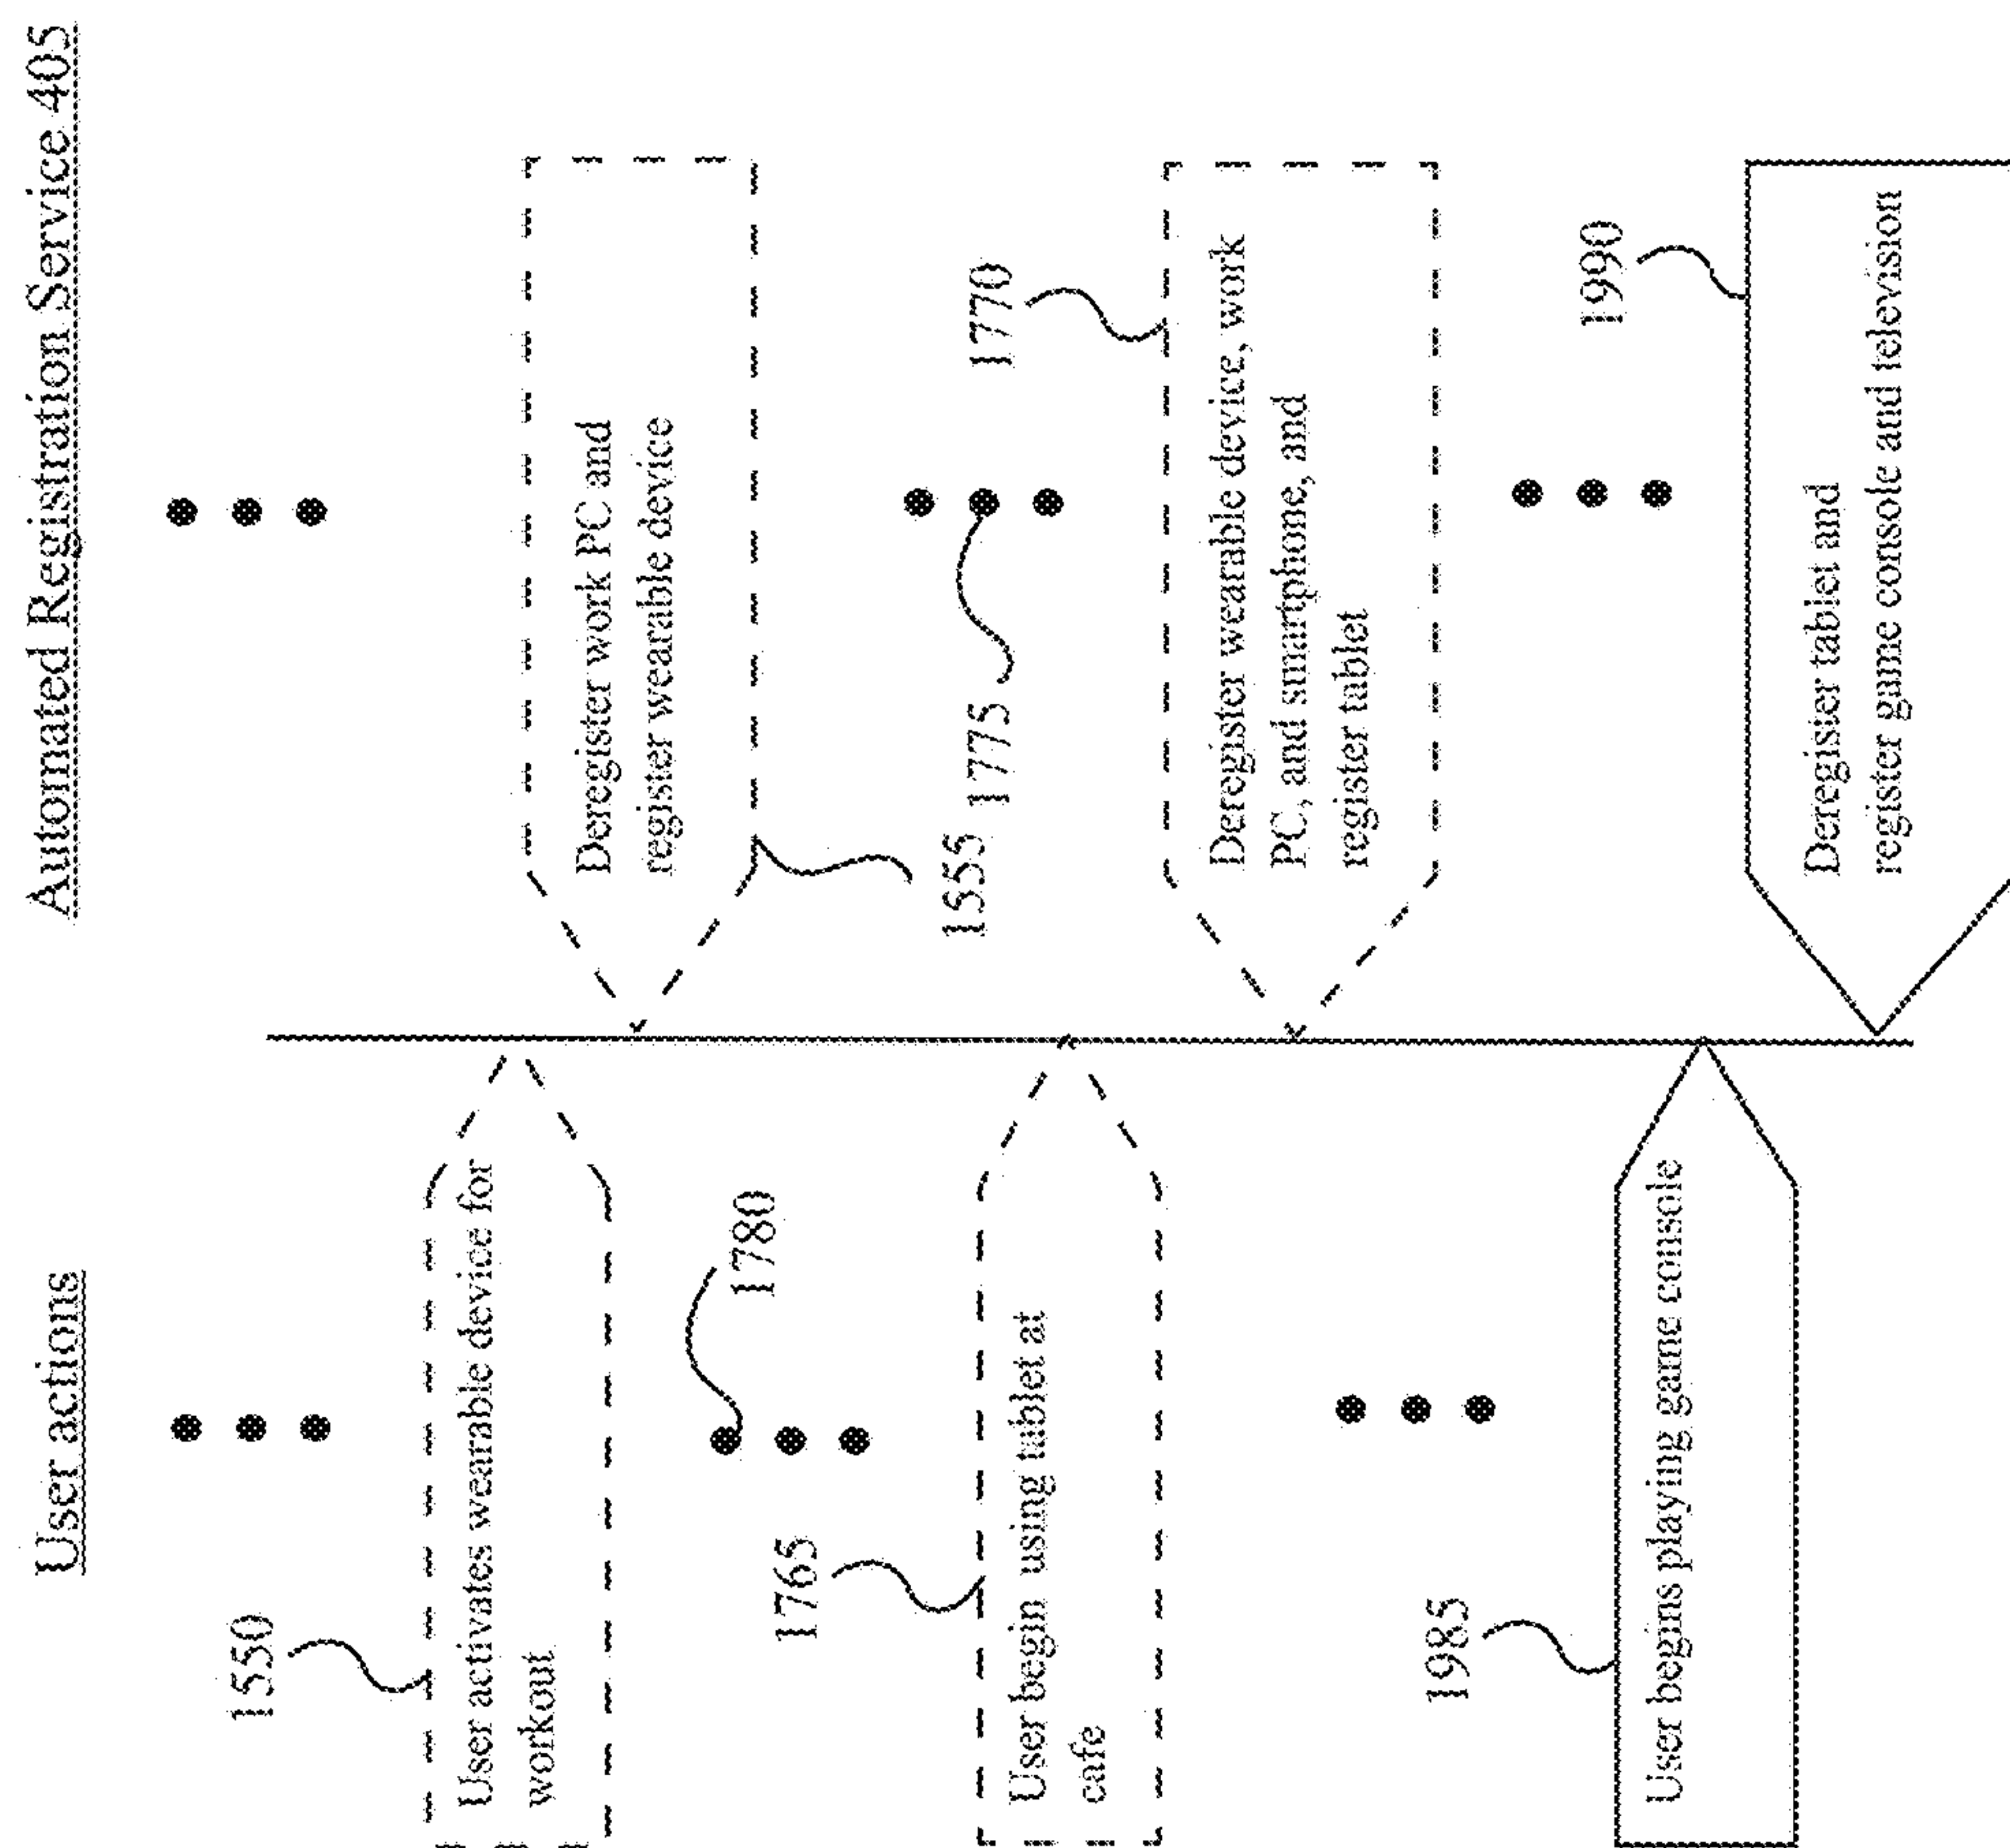 User actions
Automated Registration Service 405
1550
User activates wearable device for
workout
Deregister work PC and
register wearable device
1555
1780
1775
1765
User begin using tablet at
cafe
1770
Deregister wearable device, work
PC, and smartphone, and
register tablet
1985
User begins playing game console
1990
Deregister tablet and
register game console and television